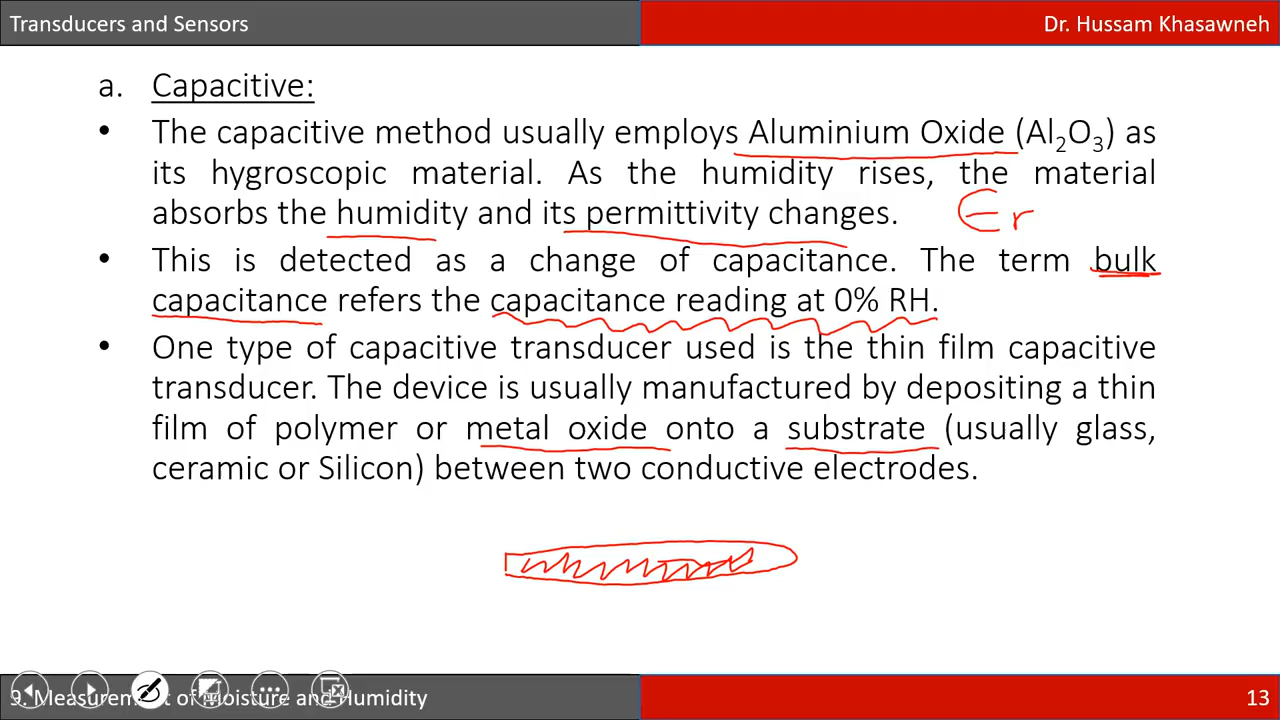 Transducers and Sensors
Dr. Hussam Khasawneh
a. Capacitive:
• The capacitive method usually employs Aluminium Oxide (Al₂O₃) as
its hygroscopic material. As the humidity rises, the material
absorbs the humidity and its permittivity changes. ∈r
• This is detected as a change of capacitance. The term bulk
capacitance refers the capacitance reading at 0% RH.
• One type of capacitive transducer used is the thin film capacitive
transducer. The device is usually manufactured by depositing a thin
film of polymer or metal oxide onto a substrate (usually glass,
ceramic or Silicon) between two conductive electrodes.
9. Measurement of Moisture and Humidity
13